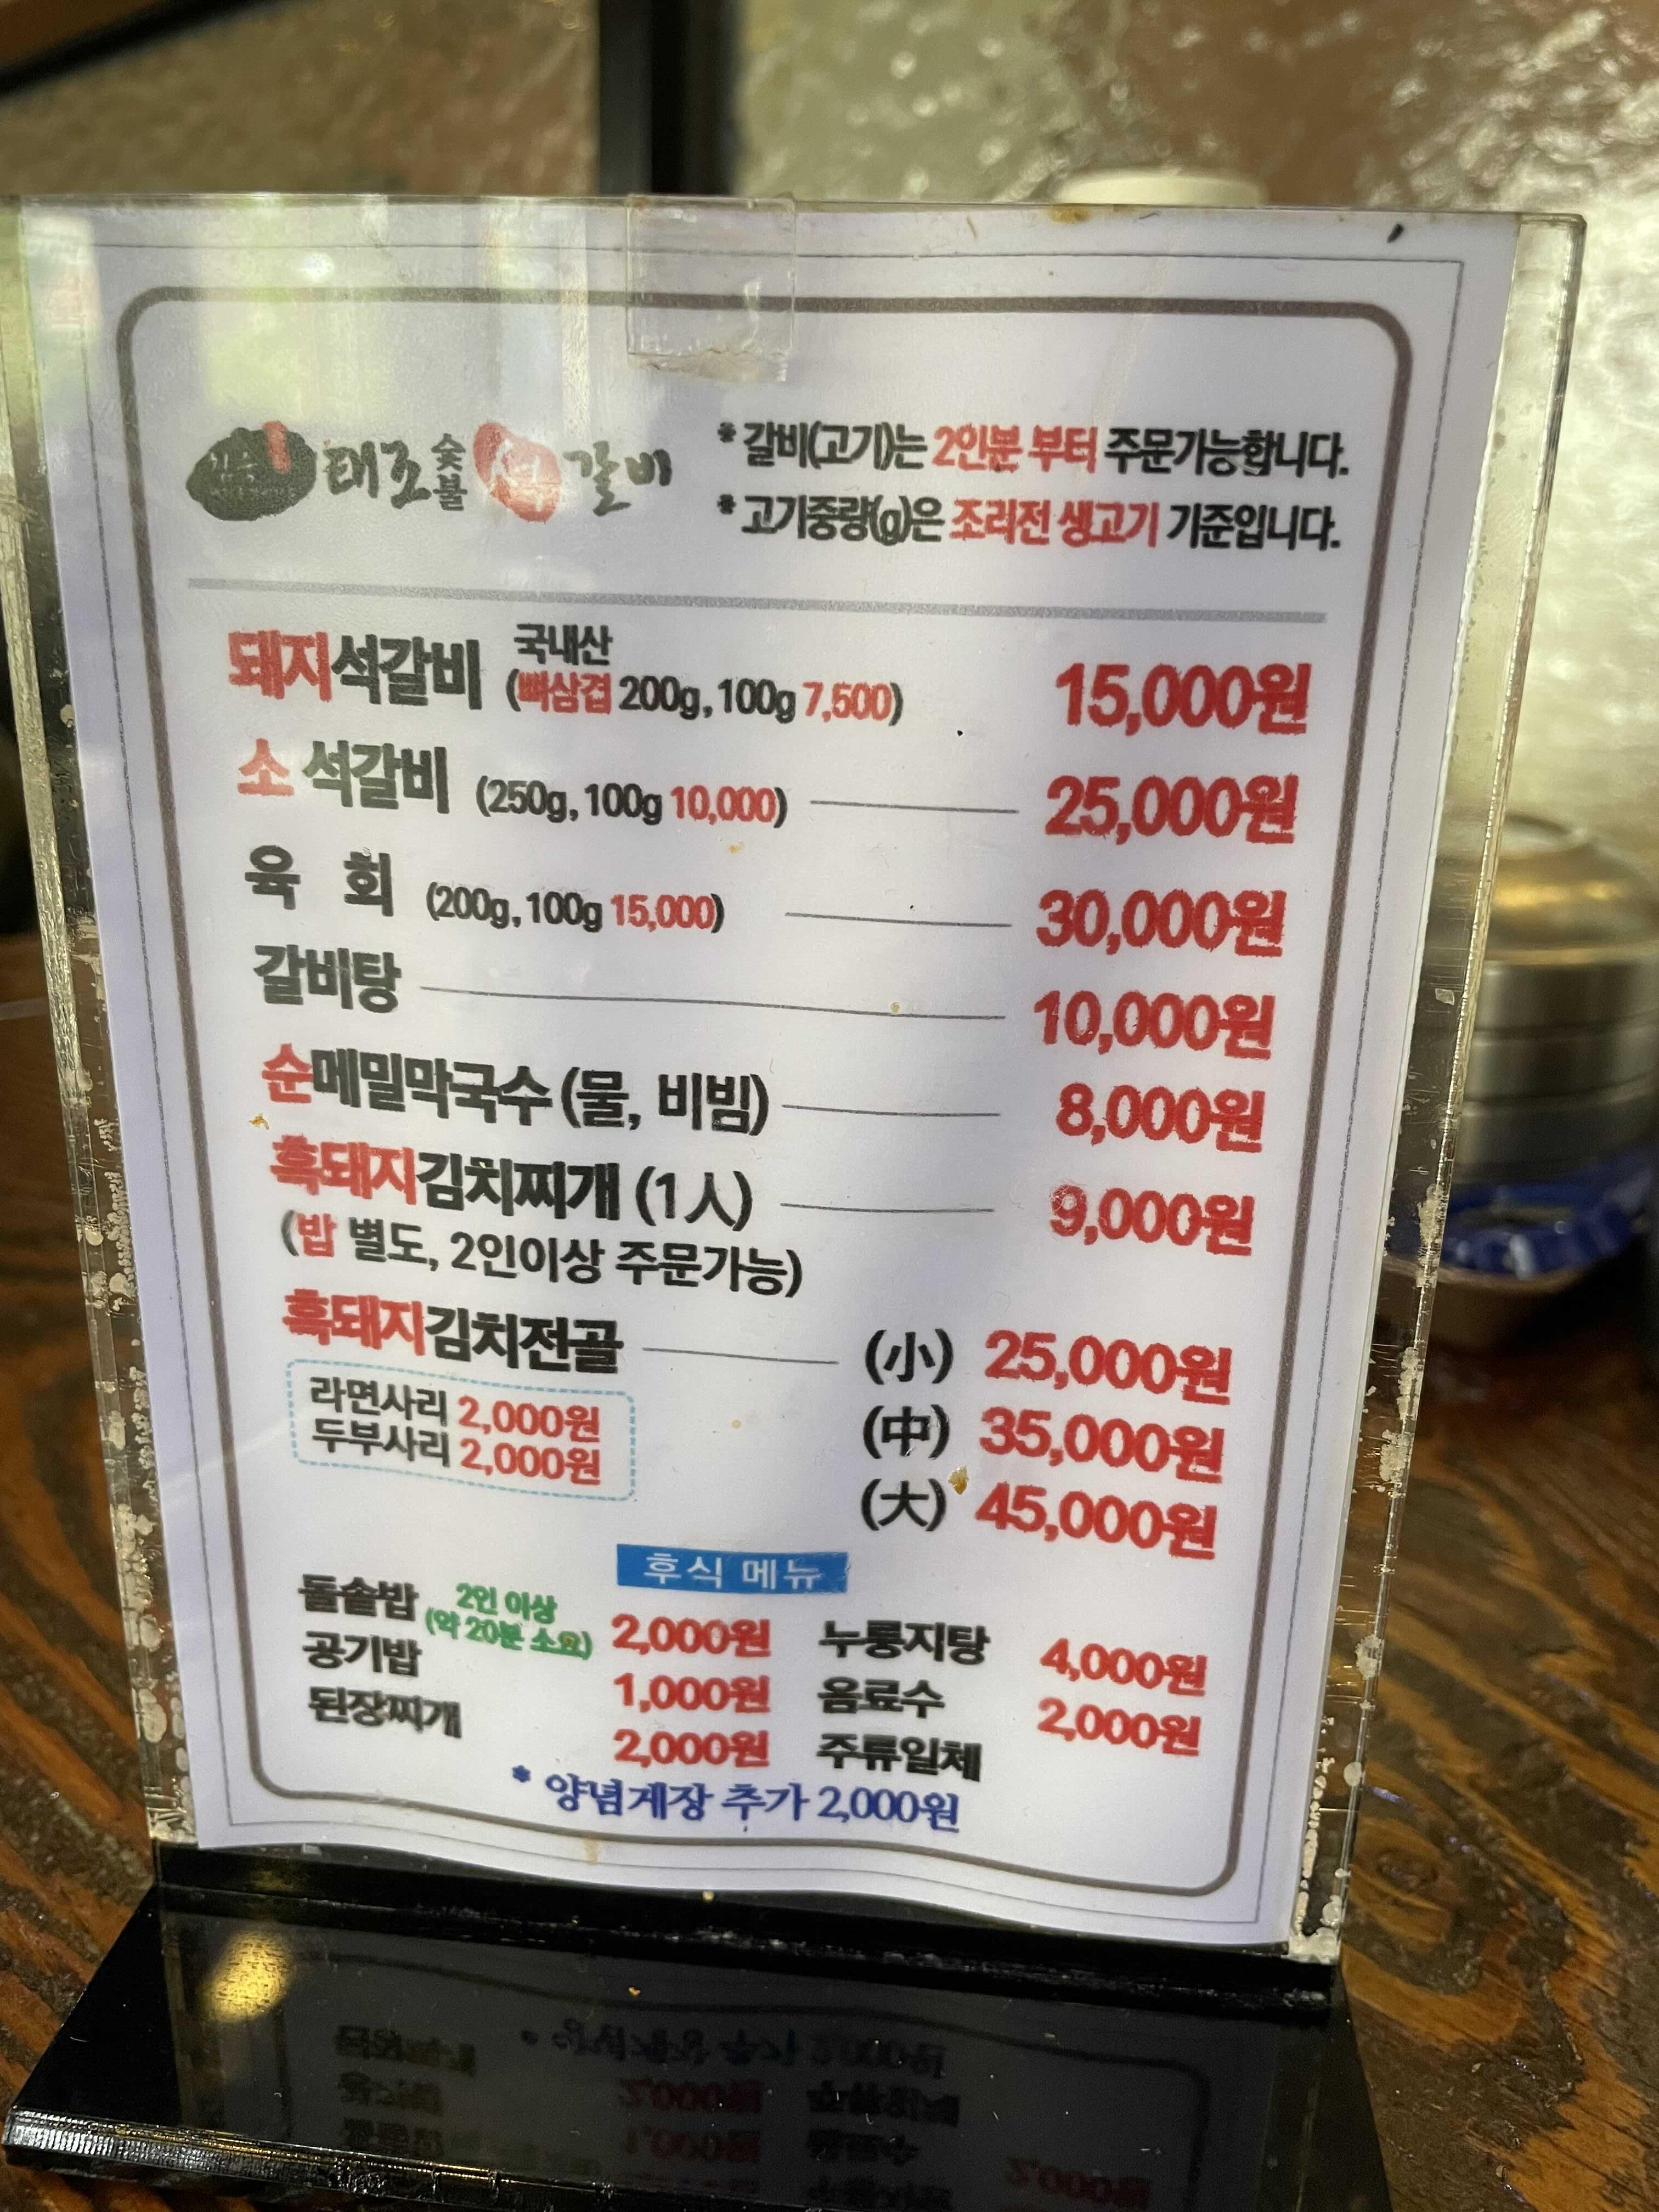 태조숯불석갈비
* 갈비(고기)는 2인분 부터 주문가능합니다.
* 고기중량(g)은 조리전 생고기 기준입니다.
돼지석갈비 국내산 (뼈삼겹 200g, 100g 7,500) 15,000원
소 석갈비 (250g, 100g 10,000) 25,000원
육 회 (200g, 100g 15,000) 30,000원
갈비탕 10,000원
순메밀막국수 (물, 비빔) 8,000원
흑돼지김치찌개 (1人) 9,000원
(밥 별도, 2인이상 주문가능)
흑돼지김치전골 (小) 25,000원
(中) 35,000원
(大) 45,000원
라면사리 2,000원
두부사리 2,000원
후식 메뉴
돌솥밥 2인 이상 (약 20분 소요) 2,000원
공기밥 1,000원
된장찌개 2,000원
누룽지탕 4,000원
음료수 2,000원
주류일체
* 양념게장 추가 2,000원